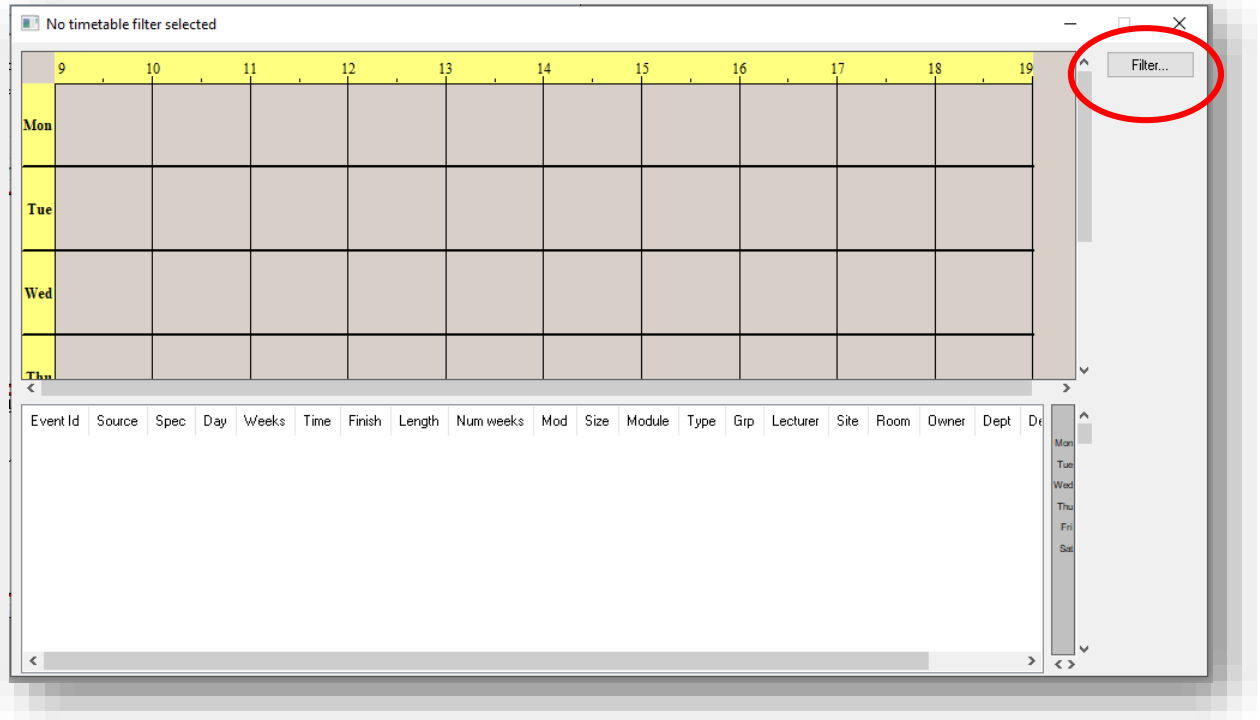 No timetable filter selected
Filter...
9 10 11 12 13 14 15 16 17 18 19
Mon
Tue
Wed
Thu
Event Id Source Spec Day Weeks Time Finish Length Num weeks Mod Size Module Type Grp Lecturer Site Room Owner Dept De
Mon
Tue
Wed
Thu
Fri
Sat